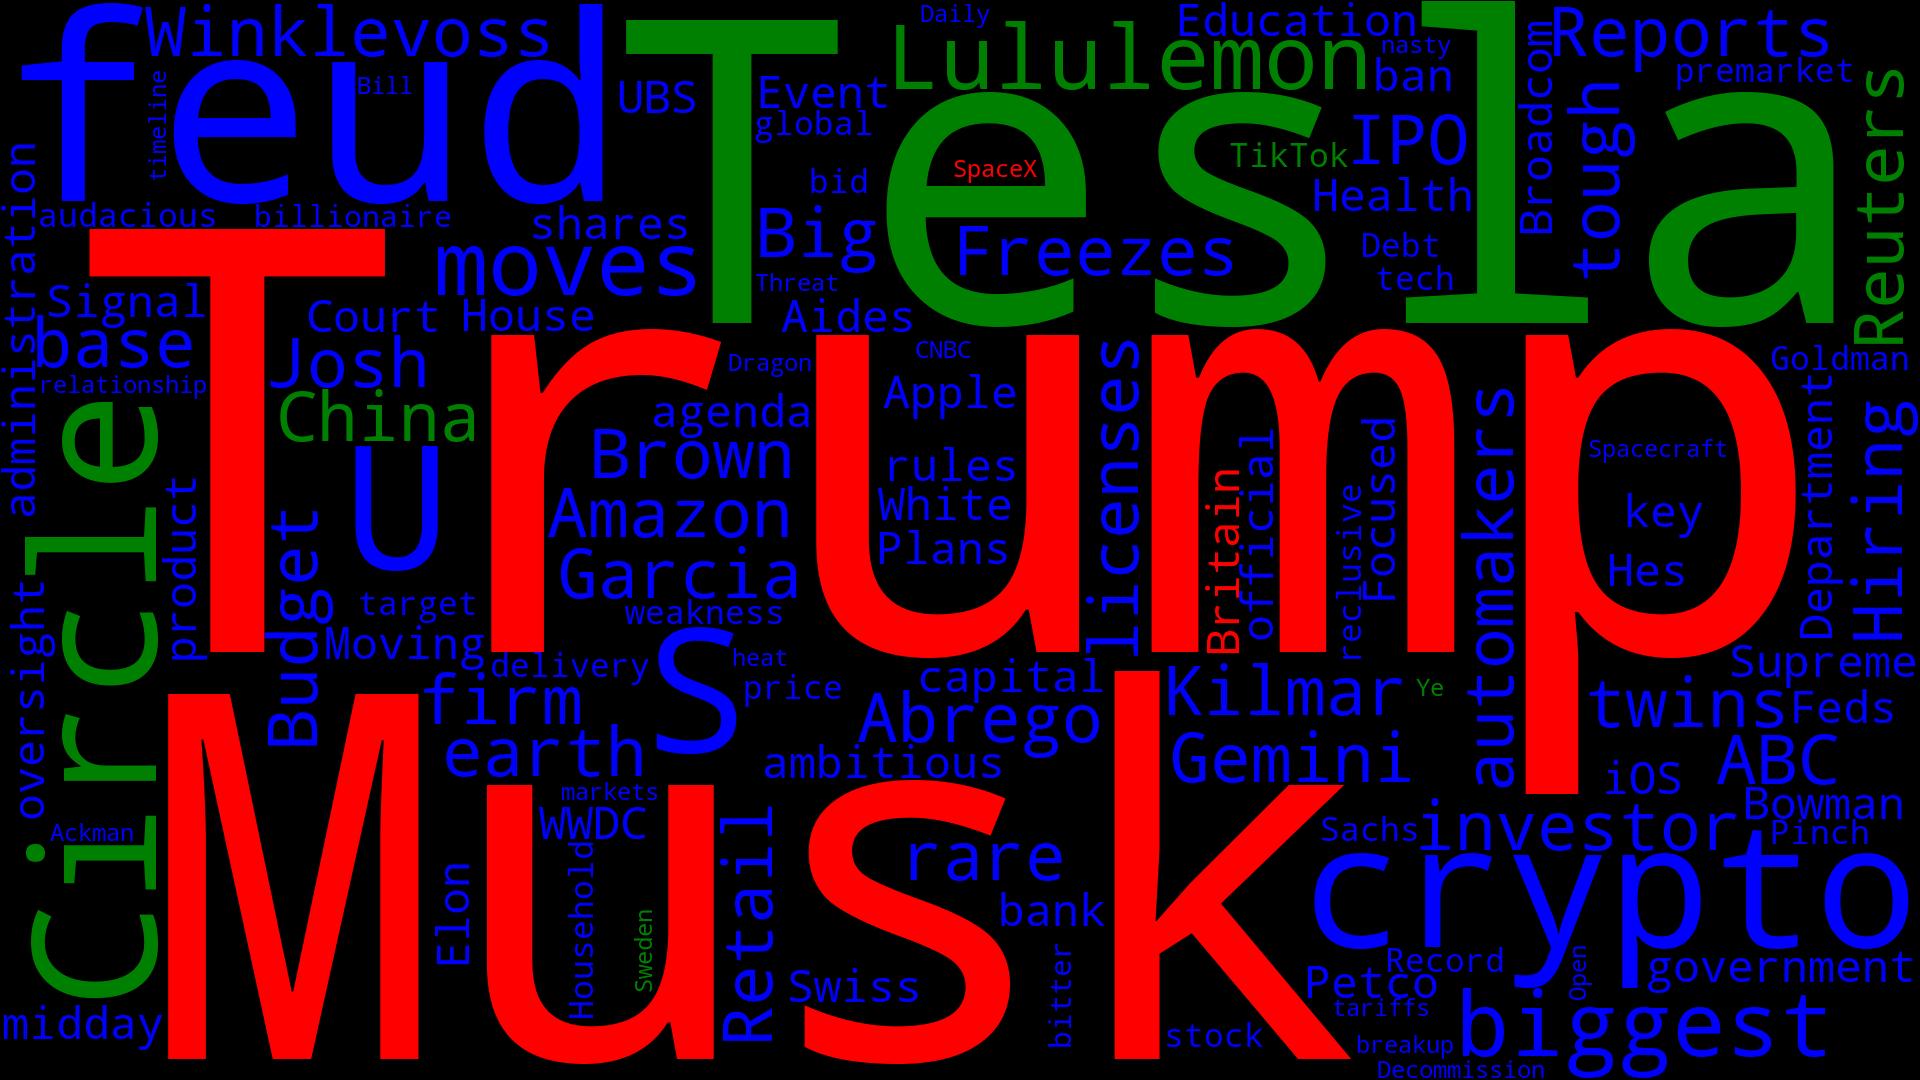 Winklevoss
feud
Bill
timeline
Tesla
Daily
Lululemon
Education
nasty
ban
Reports
premarket
Broadcom
tough
Reuters
UBS
Event
global
SpaceX
TikTok
IPO
bid
Health
audacious
billionaire
shares
Big
Freezes
Debt
tech
administration
moves
Threat
Signal
Court
House
Aides
Trump
base
Josh
Dragon
CNBC
Goldman
relationship
China
agenda
Apple
licenses
Circle
U
Brown
rules
Spacecraft
Amazon
White
key
Plans
Hes
Britain
official
reclusive
Focused
automakers
Department
Hiring
product
Budget
Garcia
target
weakness
Moving
S
delivery
heat
price
capital
Kilmar
Ye
Supreme
oversight
firm
Abrego
twins
Feds
earth
ambitious
Gemini
iOS
ABC
Musk
markets
WWDC
Bowman
Ackman
Sachs
investor
Pinch
rare
crypto
Elon
Household
Sweden
Retail
bank
bitter
Record
Open
government
Swiss
Petco
tariffs
midday
stock
biggest
breakup
Decommission